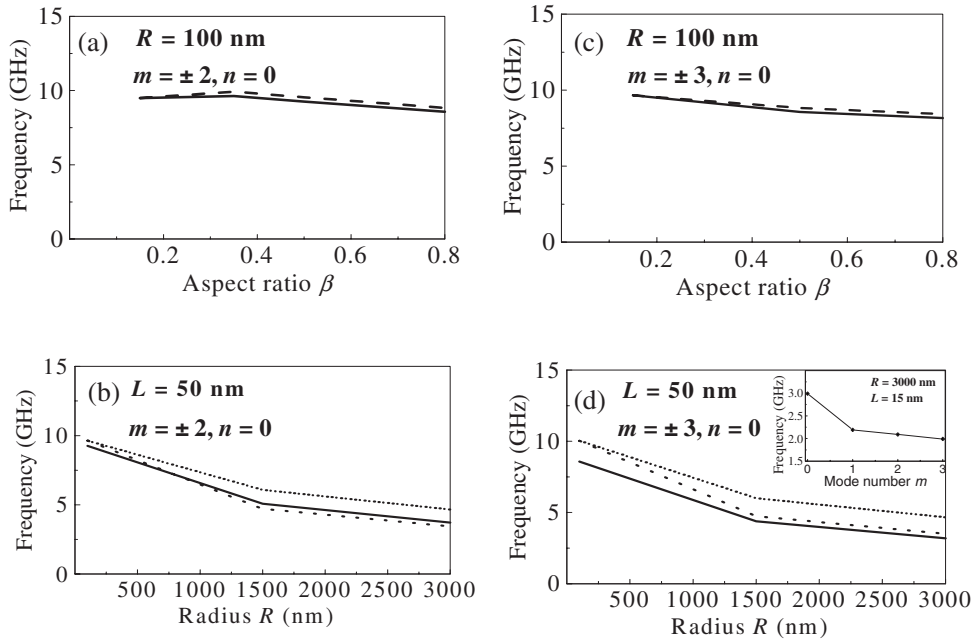 (a)
R = 100 nm
m = ± 2, n = 0
Frequency (GHz)
15
10
5
0
0.2 0.4 0.6 0.8
Aspect ratio β
(c)
R = 100 nm
m = ± 3, n = 0
Frequency (GHz)
15
10
5
0
0.2 0.4 0.6 0.8
Aspect ratio β
(b)
L = 50 nm
m = ± 2, n = 0
Frequency (GHz)
15
10
5
0
500 1000 1500 2000 2500 3000
Radius R (nm)
(d)
L = 50 nm
m = ± 3, n = 0
Frequency (GHz)
15
10
5
0
500 1000 1500 2000 2500 3000
Radius R (nm)
R = 3000 nm
L = 15 nm
Frequency (GHz)
3.0
2.5
2.0
1.5
0 1 2 3
Mode number m